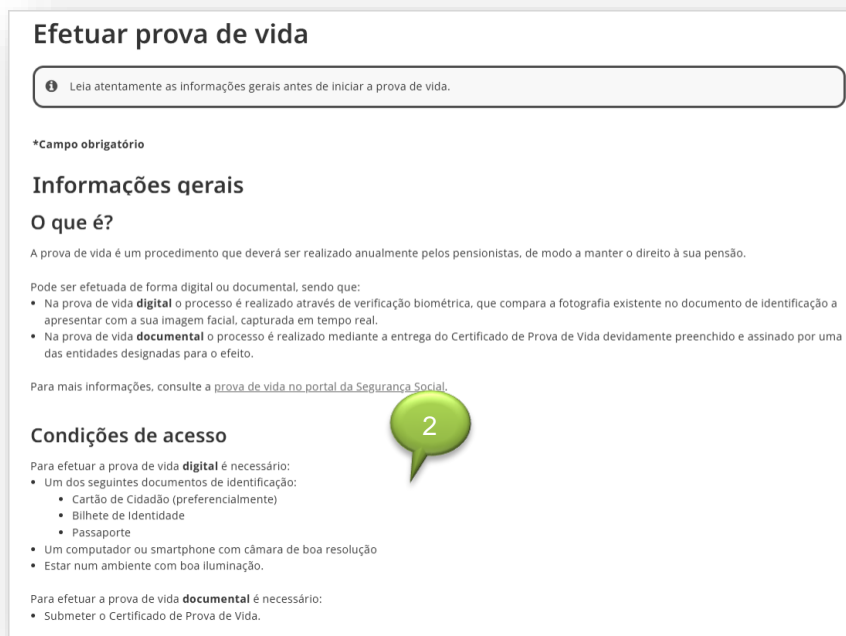 Efetuar prova de vida
Leia atentamente as informações gerais antes de iniciar a prova de vida.
*Campo obrigatório
Informações gerais
O que é?
A prova de vida é um procedimento que deverá ser realizado anualmente pelos pensionistas, de modo a manter o direito à sua pensão.
Pode ser efetuada de forma digital ou documental, sendo que:
• Na prova de vida digital o processo é realizado através de verificação biométrica, que compara a fotografia existente no documento de identificação a
apresentar com a sua imagem facial, capturada em tempo real.
• Na prova de vida documental o processo é realizado mediante a entrega do Certificado de Prova de Vida devidamente preenchido e assinado por uma
das entidades designadas para o efeito.
Para mais informações, consulte a prova de vida no portal da Segurança Social.
2
Condições de acesso
Para efetuar a prova de vida digital é necessário:
• Um dos seguintes documentos de identificação:
• Cartão de Cidadão (preferencialmente)
• Bilhete de Identidade
• Passaporte
• Um computador ou smartphone com câmara de boa resolução
• Estar num ambiente com boa iluminação.
Para efetuar a prova de vida documental é necessário:
• Submeter o Certificado de Prova de Vida.